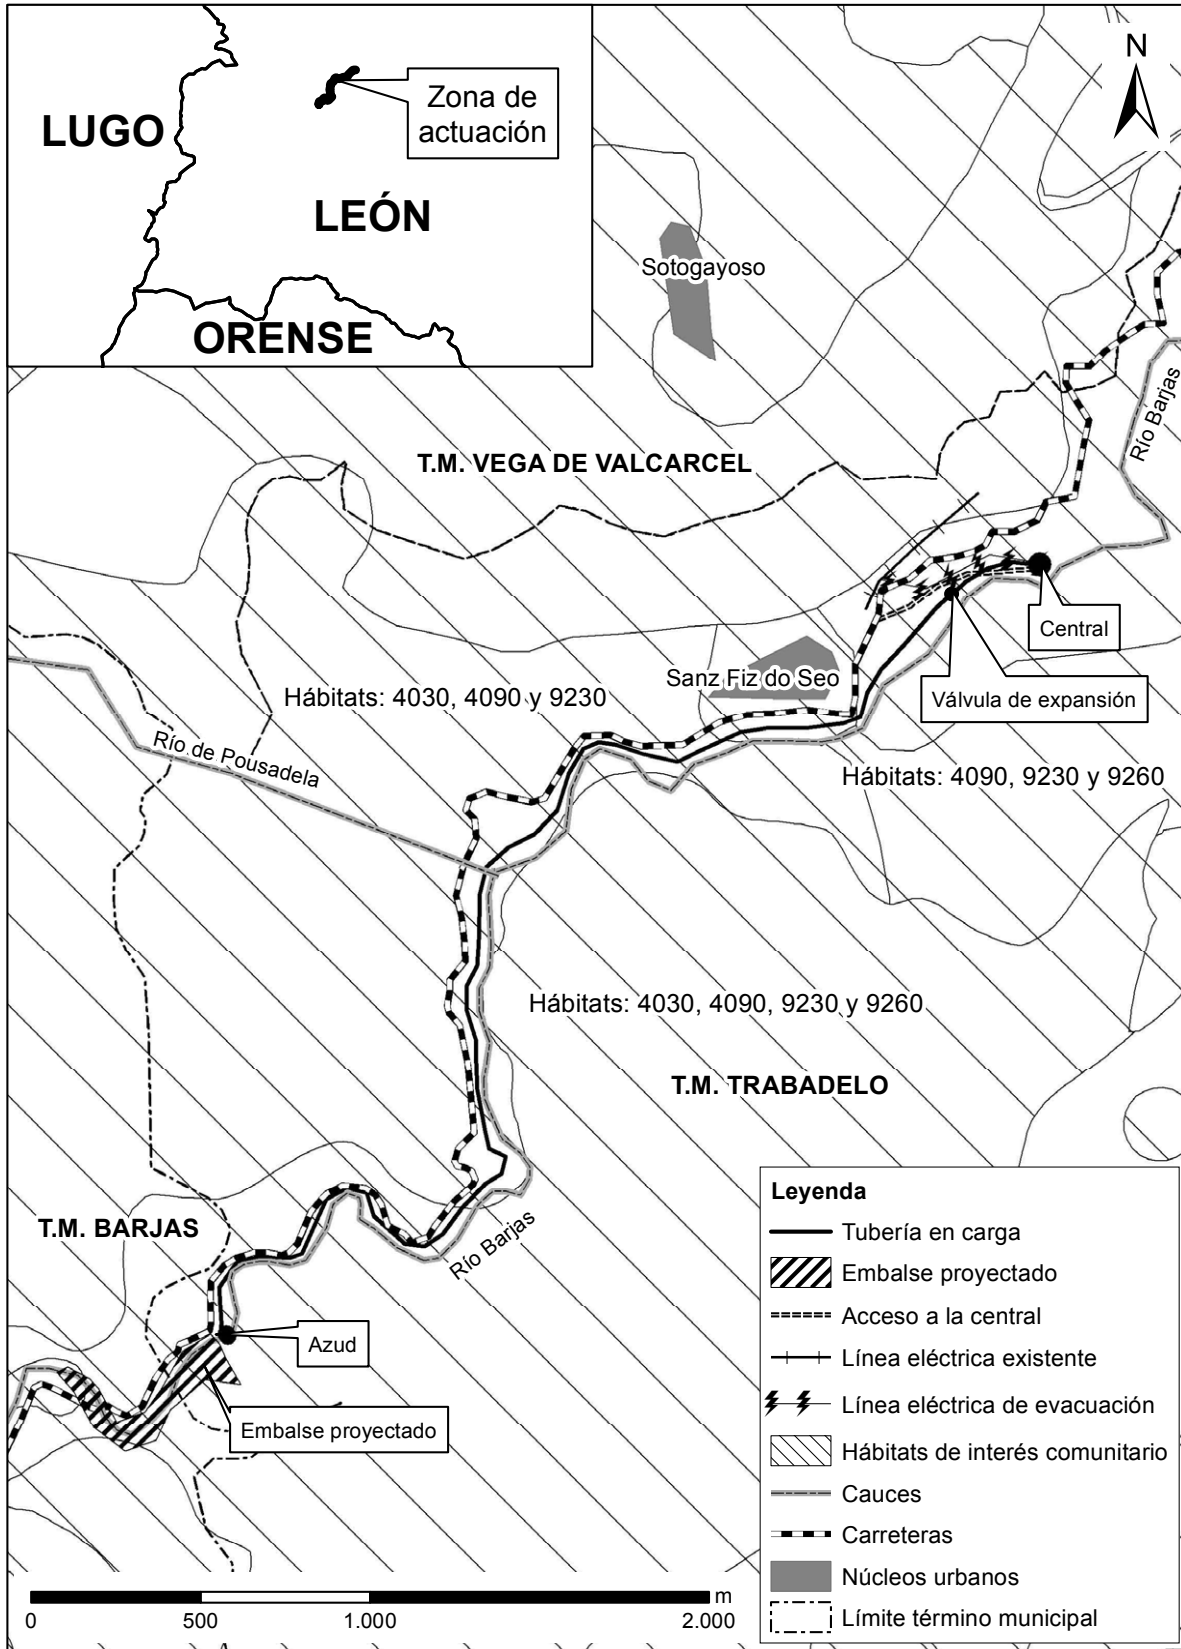 LUGO
Zona de
actuación
LEÓN
ORENSE
N
Sotogayoso
Río Barjas
T.M. VEGA DE VALCARCEL
Central
Sanz Fiz do Seo
Válvula de expansión
Hábitats: 4030, 4090 y 9230
Río de Pousadela
Hábitats: 4090, 9230 y 9260
Hábitats: 4030, 4090, 9230 y 9260
T.M. TRABADELO
T.M. BARJAS
Río Barjas
Azud
Embalse proyectado
Leyenda
Tubería en carga
Embalse proyectado
Acceso a la central
Línea eléctrica existente
Línea eléctrica de evacuación
Hábitats de interés comunitario
Cauces
Carreteras
Núcleos urbanos
Límite término municipal
m
0 500 1.000 2.000